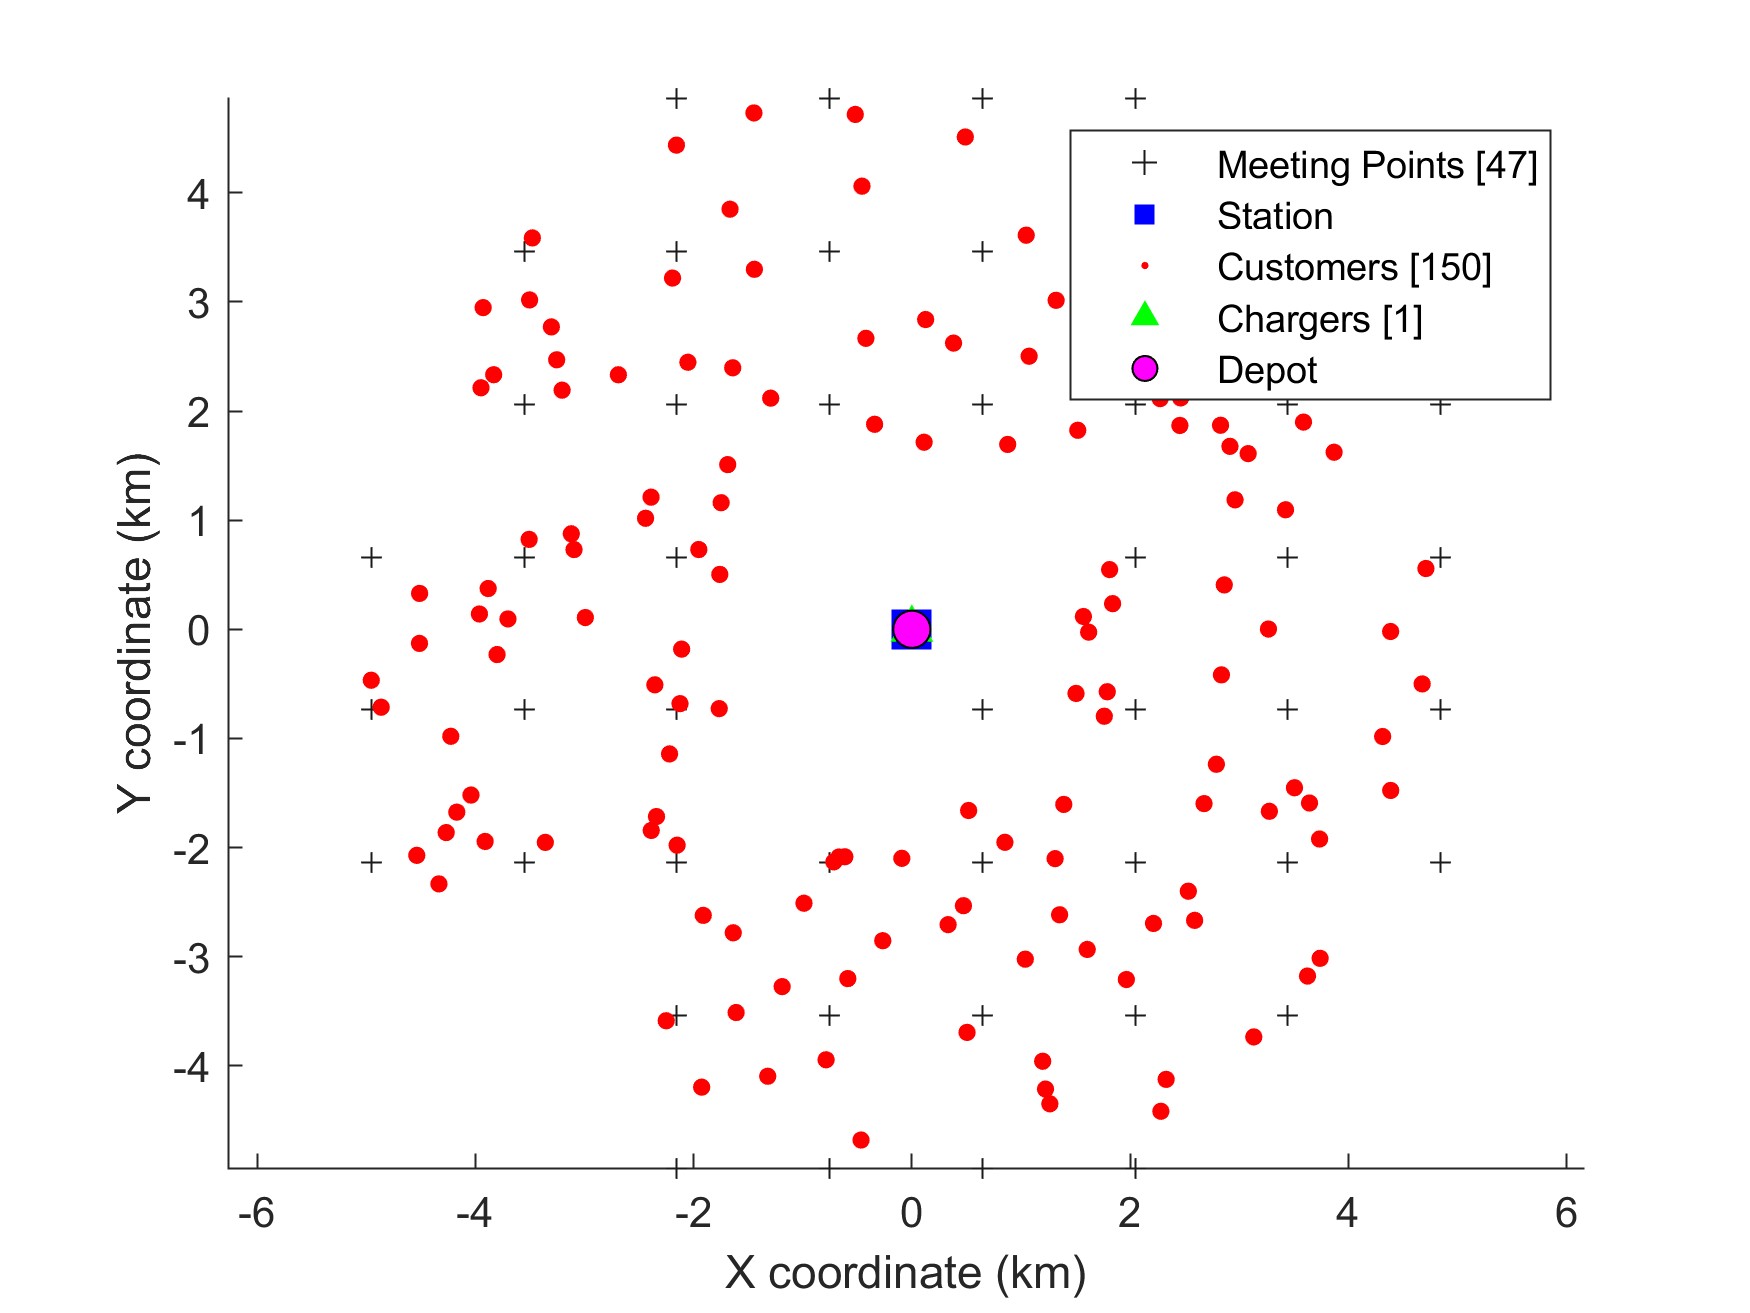 Meeting Points [47]
Station
Customers [150]
Chargers [1]
Depot
4
3
2
1
0
-1
-2
-3
-4
Y coordinate (km)
-6 -4 -2 0 2 4 6
X coordinate (km)